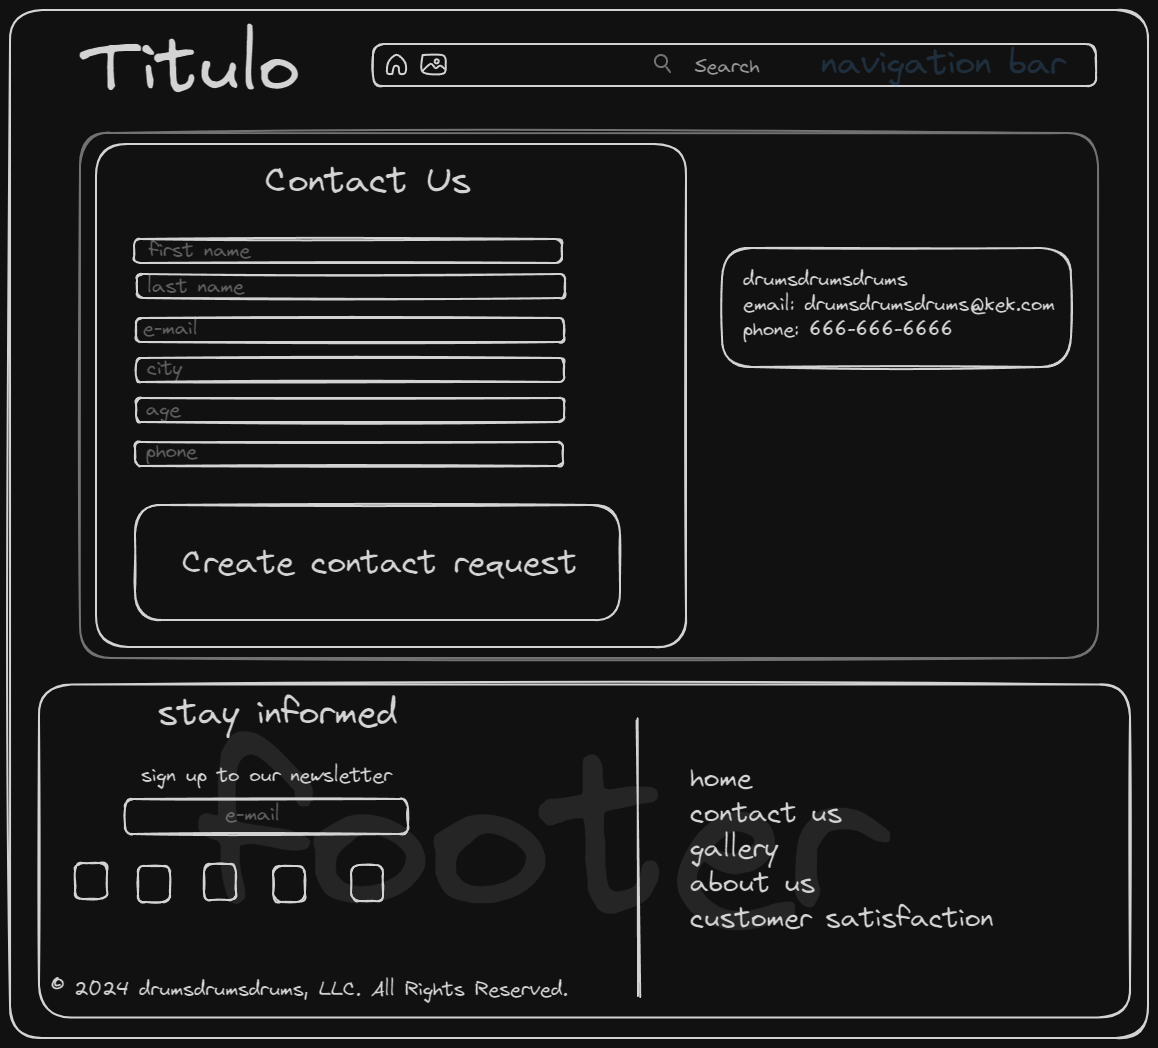 Titulo
Search
navigation bar
Contact Us
first name
last name
e-mail
city
age
phone
Create contact request
drumsdrumsdrums
email: drumsdrumsdrums@kek.com
phone: 666-666-6666
stay informed
sign up to our newsletter
e-mail
footer
© 2024 drumsdrumsdrums, LLC. All Rights Reserved.
home
contact us
gallery
about us
customer satisfaction